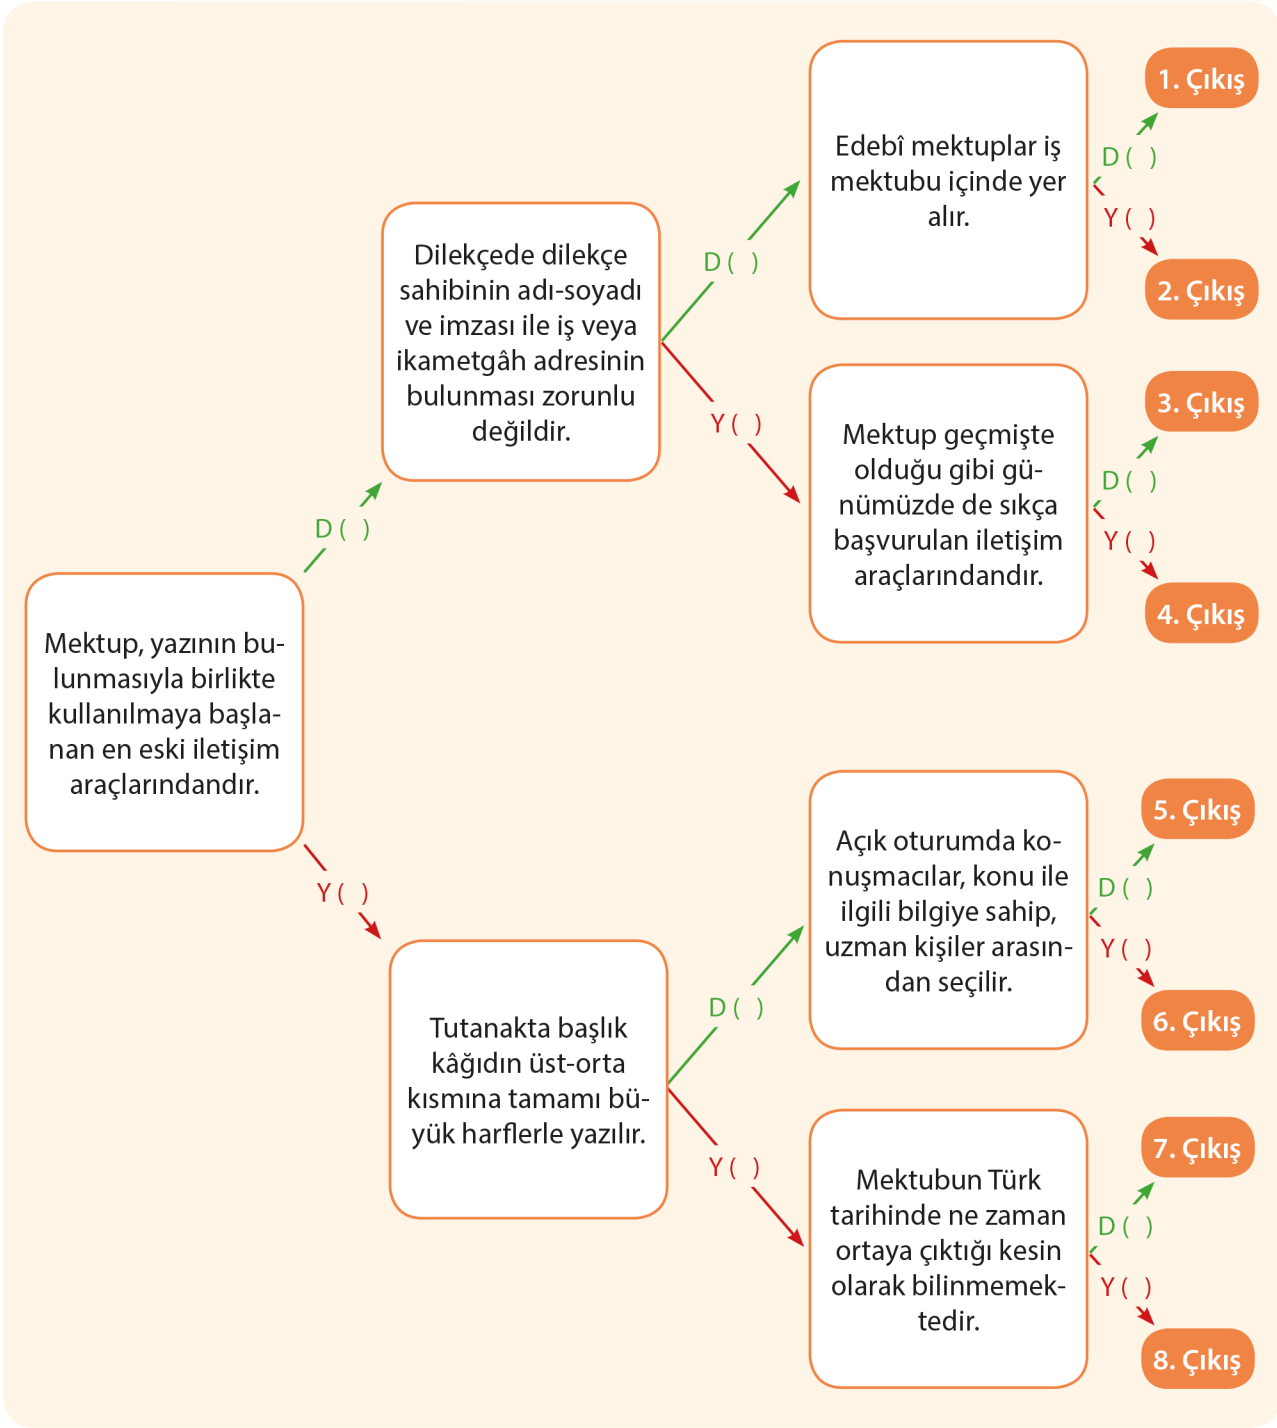 Mektup, yazının bu-
lunmasıyla birlikte
kullanılmaya başla-
nan en eski iletişim
araçlarındandır.
D (   )
Y (   )
Dilekçede dilekçe
sahibinin adı-soyadı
ve imzası ile iş veya
ikametgâh adresinin
bulunması zorunlu
değildir.
D (   )
Y (   )
Edebî mektuplar iş
mektubu içinde yer
alır.
D (   )
Y (   )
1. Çıkış
2. Çıkış
Mektup geçmişte
olduğu gibi gü-
nümüzde de sıkça
başvurulan iletişim
araçlarındandır.
D (   )
Y (   )
3. Çıkış
4. Çıkış
Tutanakta başlık
kâğıdın üst-orta
kısmına tamamı bü-
yük harflerle yazılır.
D (   )
Y (   )
Açık oturumda ko-
nuşmacılar, konu ile
ilgili bilgiye sahip,
uzman kişiler arasın-
dan seçilir.
D (   )
Y (   )
5. Çıkış
6. Çıkış
Mektubun Türk
tarihinde ne zaman
ortaya çıktığı kesin
olarak bilinmemek-
tedir.
D (   )
Y (   )
7. Çıkış
8. Çıkış